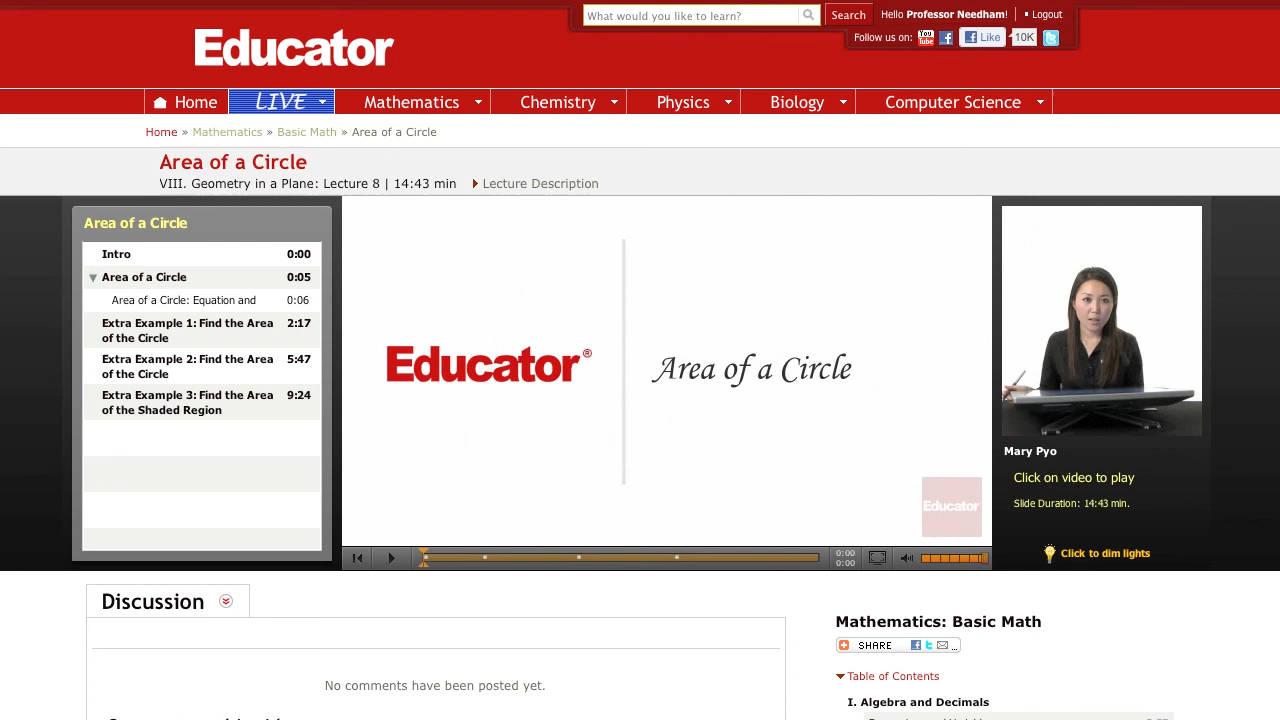 What would you like to learn?
Search
Hello Professor Needham!
Logout
Follow us on:
You Tube
Like
10K
Educator
Home
LIVE
Mathematics
Chemistry
Physics
Biology
Computer Science
Home » Mathematics » Basic Math » Area of a Circle
Area of a Circle
VIII. Geometry in a Plane: Lecture 8 | 14:43 min
Lecture Description
Area of a Circle
Intro 0:00
Area of a Circle 0:05
Area of a Circle: Equation and 0:06
Extra Example 1: Find the Area 2:17
of the Circle
Extra Example 2: Find the Area 5:47
of the Circle
Extra Example 3: Find the Area 9:24
of the Shaded Region
Educator®
Area of a Circle
Educator
0:00
0:00
Mary Pyo
Click on video to play
Slide Duration: 14:43 min.
Click to dim lights
Discussion
No comments have been posted yet.
Mathematics: Basic Math
SHARE
...
Table of Contents
I. Algebra and Decimals